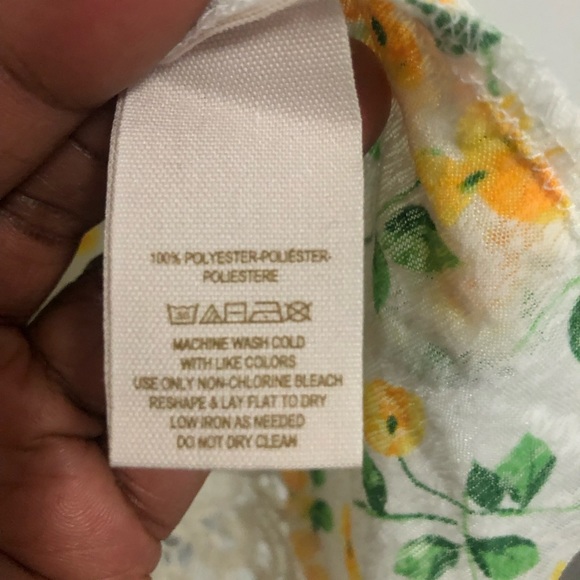 100% POLYESTER-POLIÉSTER-
POLIESTERE
MACHINE WASH COLD
WITH LIKE COLORS
USE ONLY NON-CHLORINE BLEACH
RESHAPE & LAY FLAT TO DRY
LOW IRON AS NEEDED
DO NOT DRY CLEAN